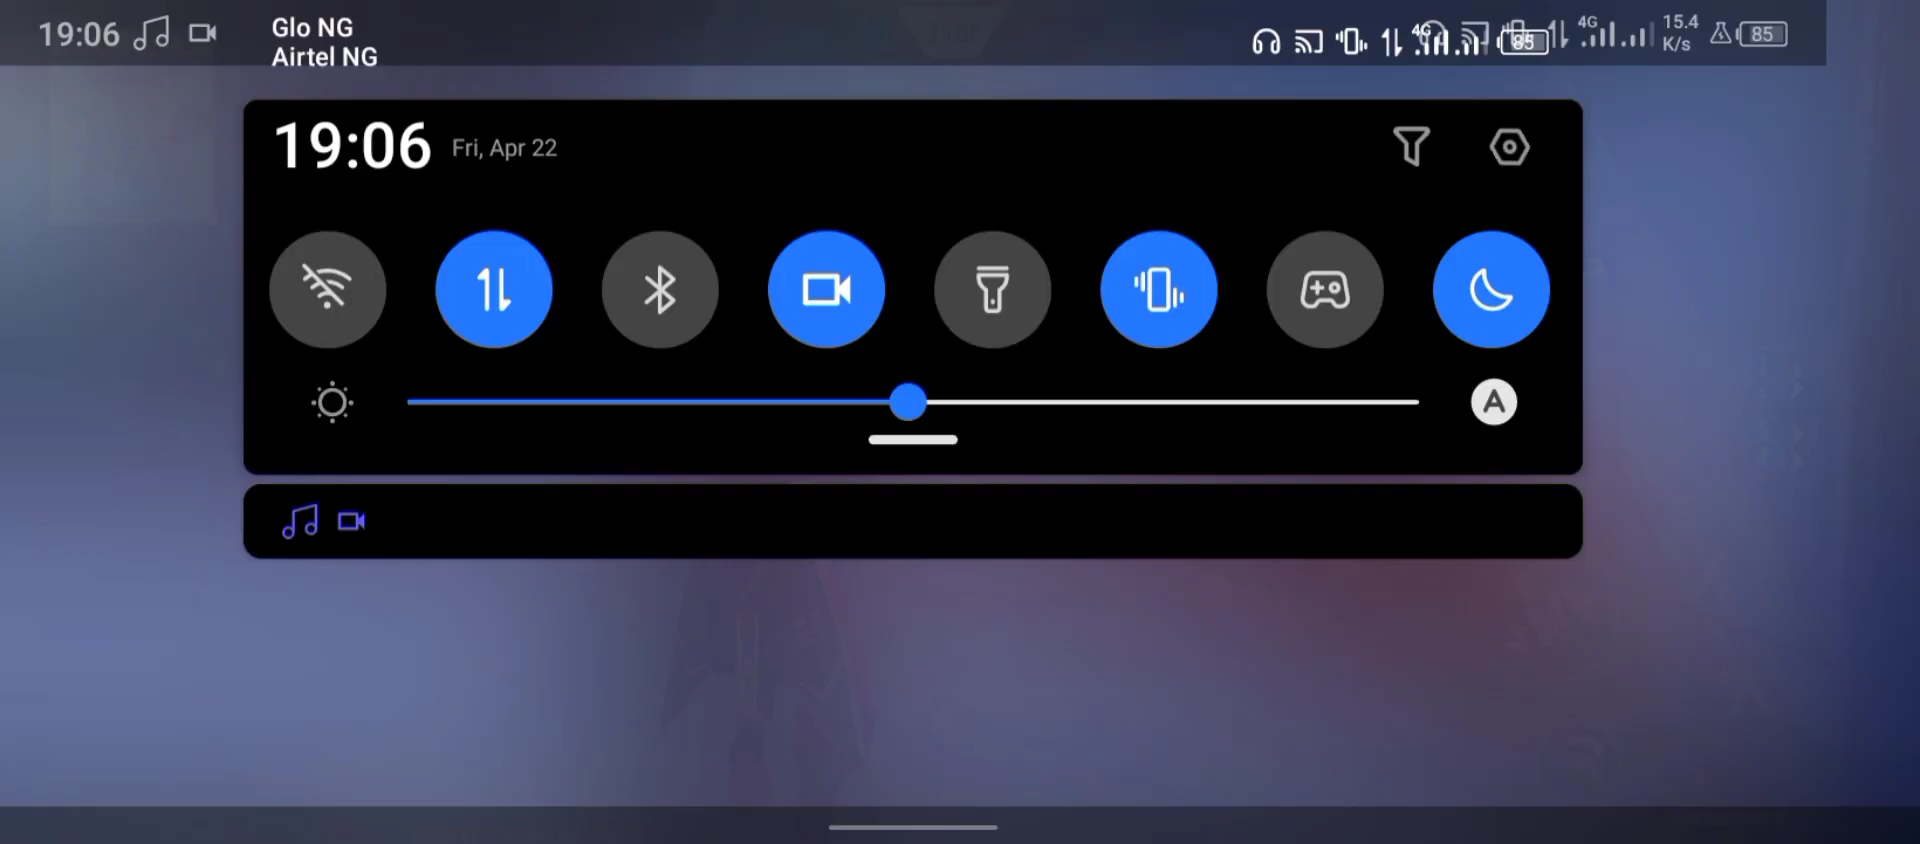 19:06
Glo NG
Airtel NG
4G 85
4G 15.4 K/s 85
19:06 Fri, Apr 22
A